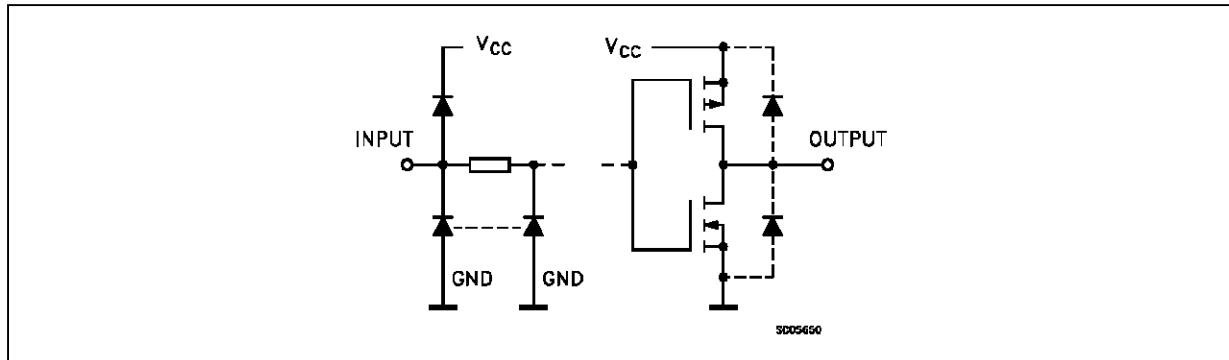 VCC
VCC
INPUT
OUTPUT
GND
GND
SC05650